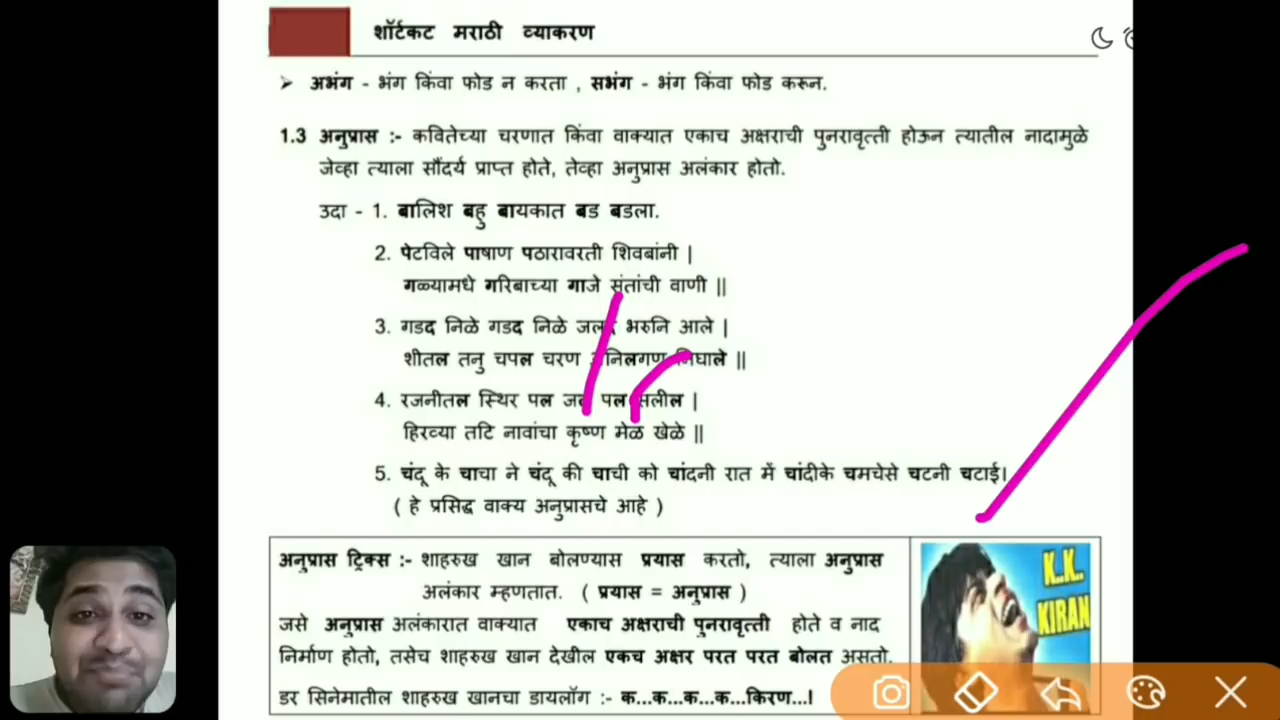 शॉर्टकट मराठी व्याकरण
➢ अभंग - भंग किंवा फोड न करता , सभंग - भंग किंवा फोड करून.
1.3 अनुप्रास :- कवितेच्या चरणात किंवा वाक्यात एकाच अक्षराची पुनरावृत्ती होऊन त्यातील नादामुळे
जेव्हा त्याला सौंदर्य प्राप्त होते, तेव्हा अनुप्रास अलंकार होतो.
उदा - 1. बालिश बहु बायकात बड बडला.
2. पेटविले पाषाण पठारावरती शिवबांनी |
गळ्यामधे गरिबाच्या गाजे संतांची वाणी ||
3. गडद निळे गडद निळे जलद भरुनि आले |
शीतल तनु चपल चरण अनिलगण निघाले ||
4. रजनीतल स्थिर पल जल पल सलील |
हिरव्या तटि नावांचा कृष्ण मेळ खेळे ||
5. चंदू के चाचा ने चंदू की चाची को चांदनी रात में चांदीके चमचेसे चटनी चटाई|
( हे प्रसिद्ध वाक्य अनुप्रासचे आहे )
अनुप्रास ट्रिक्स :- शाहरुख खान बोलण्यास प्रयास करतो, त्याला अनुप्रास
अलंकार म्हणतात. ( प्रयास = अनुप्रास )
जसे अनुप्रास अलंकारात वाक्यात एकाच अक्षराची पुनरावृत्ती होते व नाद
निर्माण होतो, तसेच शाहरुख खान देखील एकच अक्षर परत परत बोलत असतो.
डर सिनेमातील शाहरुख खानचा डायलॉग :- क...क...क...क...किरण...।
K..K..
KIRAN